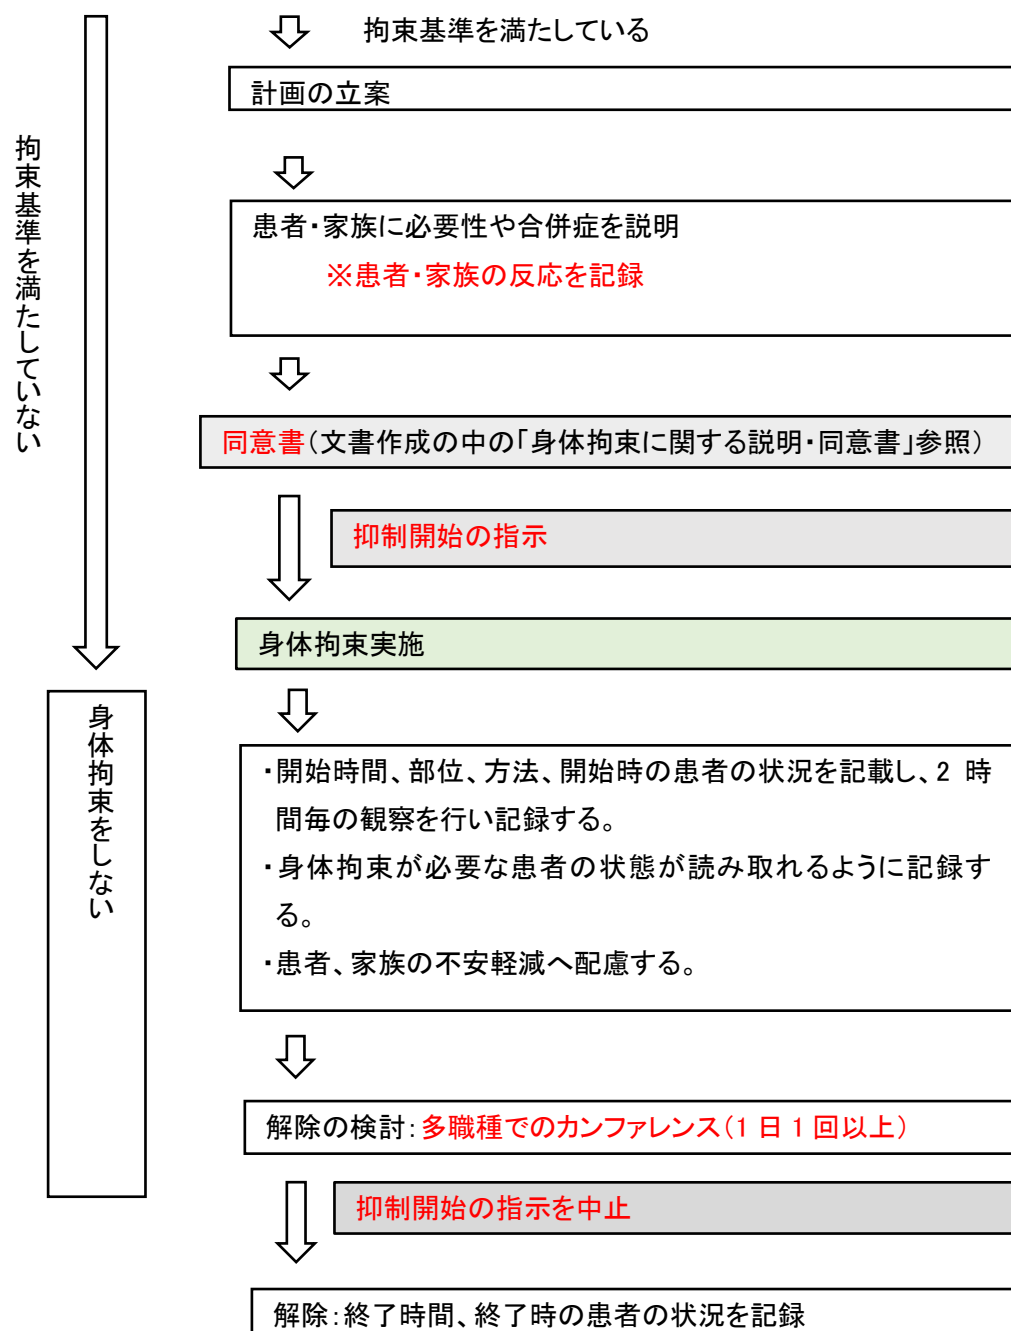 拘束基準を満たしている
計画の立案
拘束基準を満たしていない
患者・家族に必要性や合併症を説明
※患者・家族の反応を記録
同意書（文書作成の中の「身体拘束に関する説明・同意書」参照）
抑制開始の指示
身体拘束実施
身体拘束をしない
・開始時間、部位、方法、開始時の患者の状況を記載し、2 時
間毎の観察を行い記録する。
・身体拘束が必要な患者の状態が読み取れるように記録す
る。
・患者、家族の不安軽減へ配慮する。
解除の検討：多職種でのカンファレンス（1 日 1 回以上）
抑制開始の指示を中止
解除：終了時間、終了時の患者の状況を記録